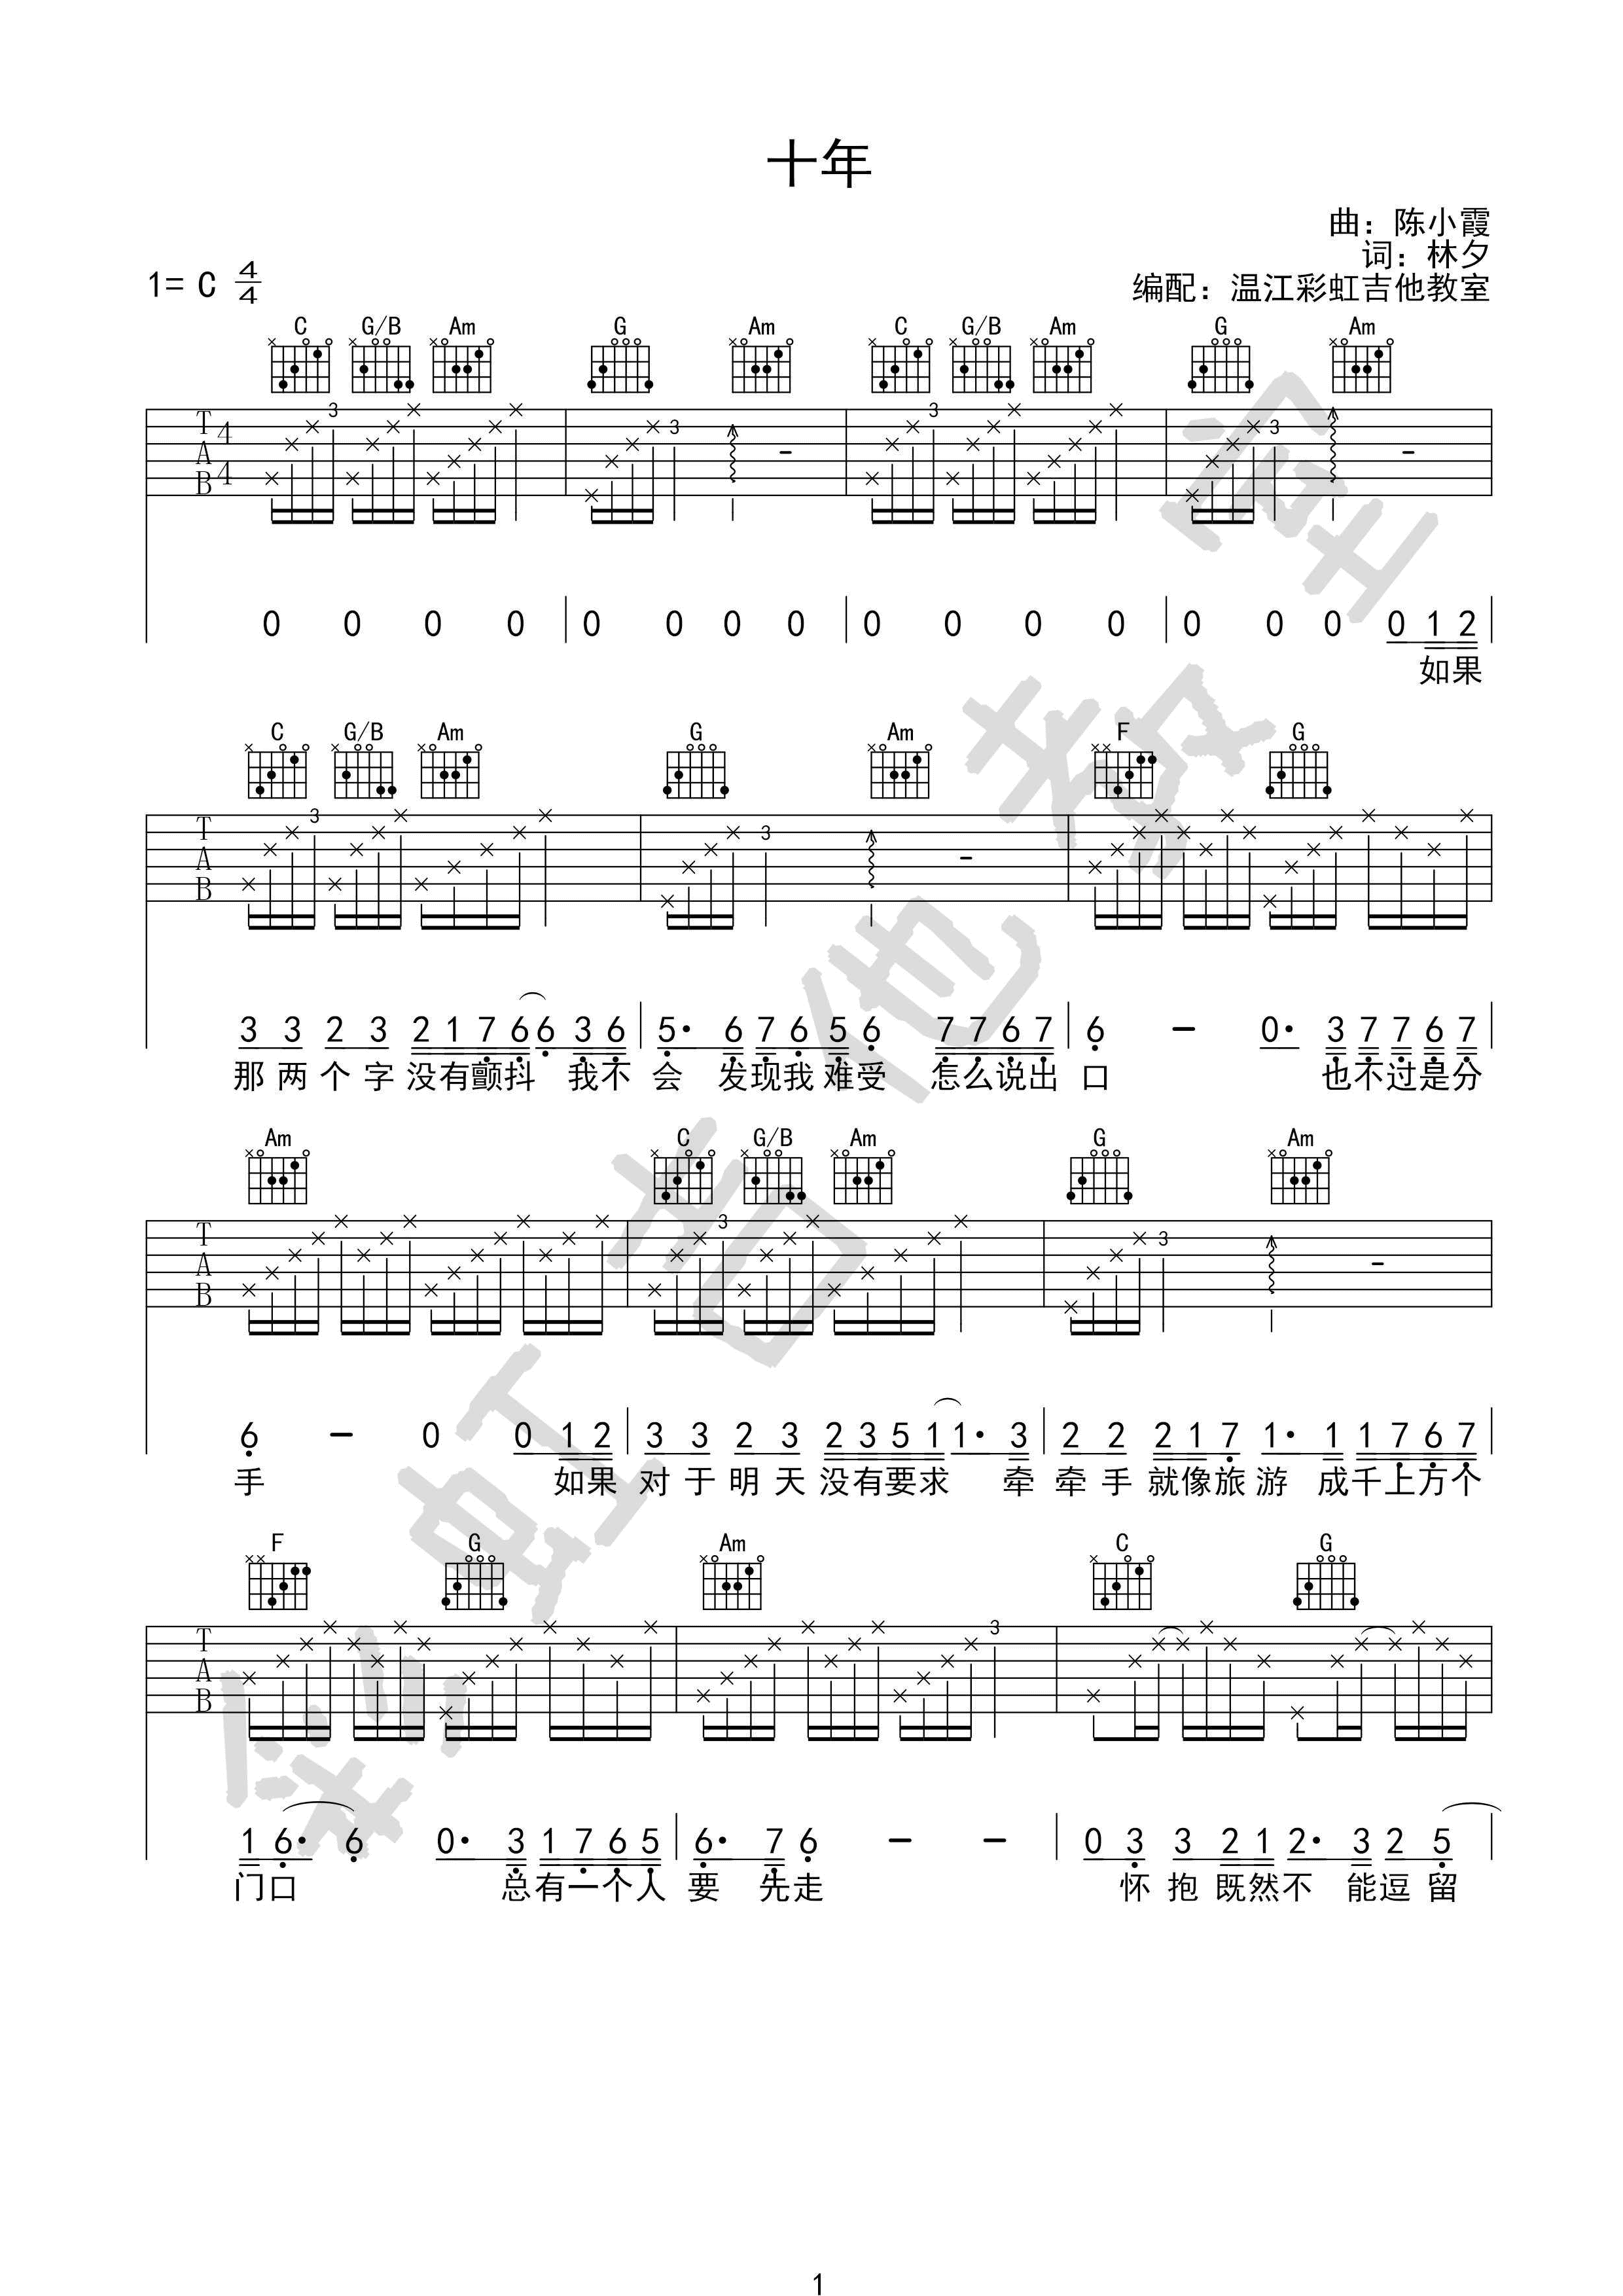 十年
曲：陈小霞
词：林夕
1= C 4/4
编配：温江彩虹吉他教室
C G/B Am G Am C G/B Am G Am
3 3 3 3
T A B 4 4
0 0 0 0 0 0 0 0 0 0 0 0 0 0 0 0 1 2
如果
C G/B Am G Am F G
3 3
T A B
3 3 2 3 2 1 7 6 6 3 6 5· 6 7 6 5 6 7 7 6 7 6 – 0· 3 7 7 6 7
那两个字没有颤抖 我不会 发现我难受 怎么说出口 也不过是分
Am C G/B Am G Am
3 3
T A B
6 – 0 0 1 2 3 3 2 3 2 3 5 1 1· 3 2 2 2 1 7 1· 1 1 7 6 7
手 如果对于明天没有要求 牵牵手就像旅游 成千上万个
F G Am C G
3
T A B
1 6· 6 0· 3 1 7 6 5 6· 7 6 – – 0 3 3 2 1 2· 3 2 5
门口 总有一个人要 先走 怀抱既然不 能逗留
1
彩虹吉他教室